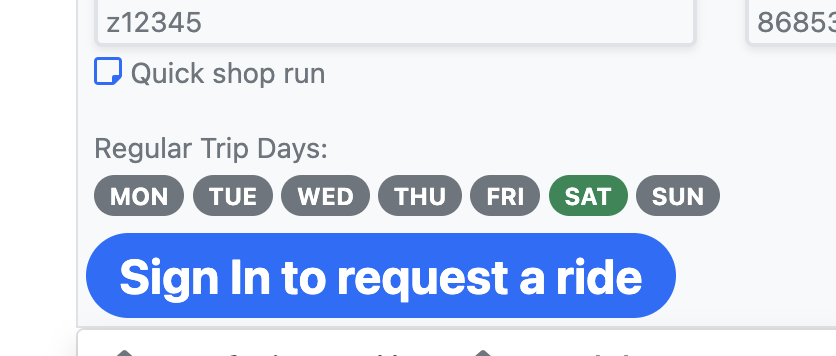 z12345 8685
Quick shop run
Regular Trip Days:
MON TUE WED THU FRI SAT SUN
Sign In to request a ride